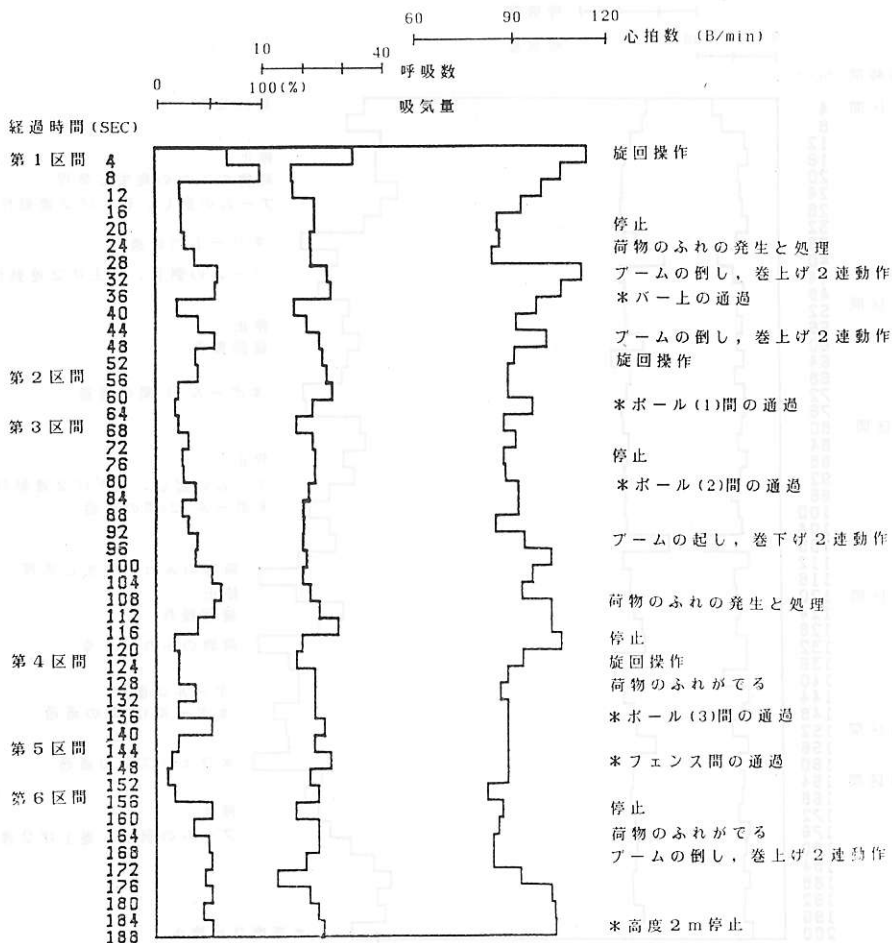 60 90 120
心拍数 (B/min)
10 40
呼吸数
0 100(%)
吸気量
経過時間(SEC)
第1区間 4 旋回操作
8
12
16
20 停止
24 荷物のふれの発生と処理
28
32 ブームの倒し,巻上げ2連動作
36 *バー上の通過
40
44 ブームの倒し,巻上げ2連動作
48
52 旋回操作
第2区間 56
60 *ポール(1)間の通過
64
第3区間 68
72
76 停止
80
84 *ポール(2)間の通過
88
92 ブームの起し,巻下げ2連動作
96
100
104
108 荷物のふれの発生と処理
112
116 停止
120
第4区間 124 旋回操作
128 荷物のふれがでる
132
136 *ポール(3)間の通過
140
第5区間 144
148 *フェンス間の通過
152
第6区間 156 停止
160
164 荷物のふれがでる
168 ブームの倒し,巻上げ2連動作
172
176
180
184 *高度2m停止
188